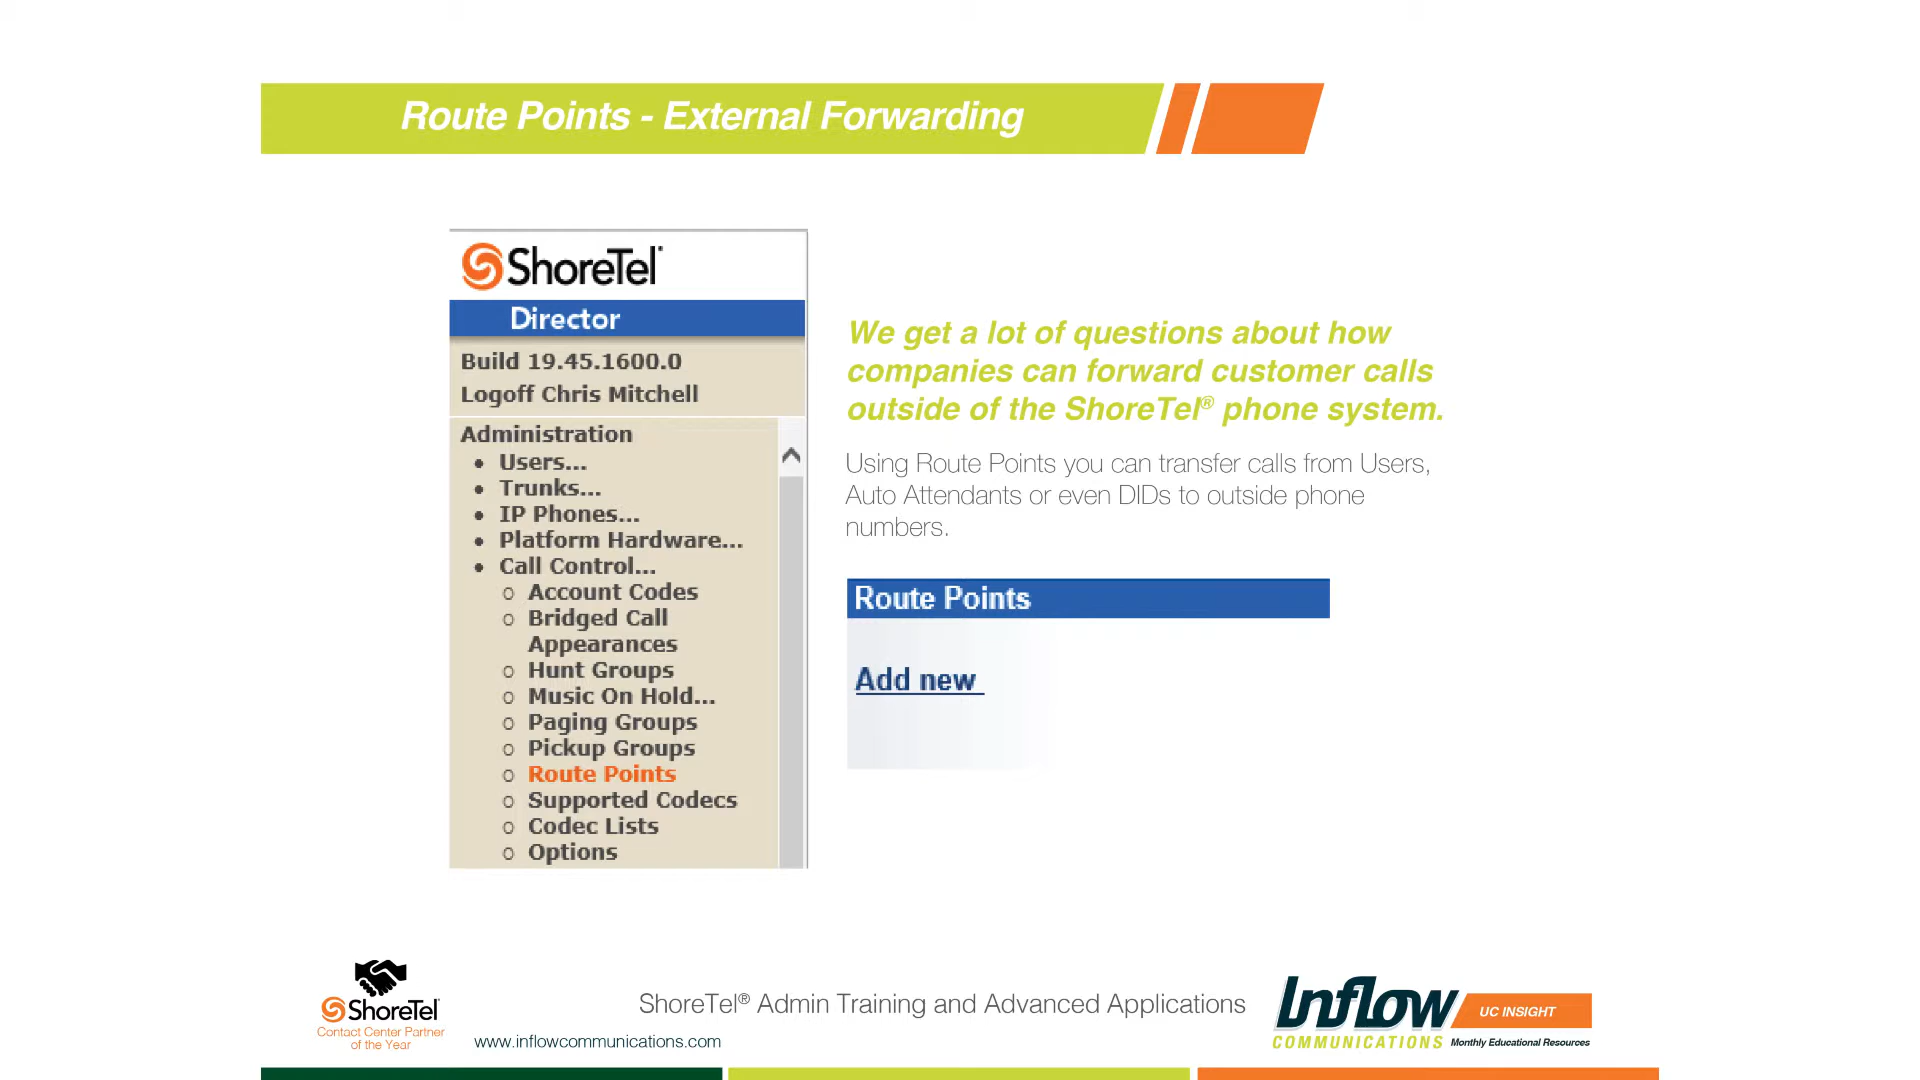 Route Points - External Forwarding
ShoreTel
Director
Build 19.45.1600.0
Logoff Chris Mitchell
Administration
Users...
Trunks...
IP Phones...
Platform Hardware...
Call Control...
Account Codes
Bridged Call
Appearances
Hunt Groups
Music On Hold...
Paging Groups
Pickup Groups
Route Points
Supported Codecs
Codec Lists
Options
We get a lot of questions about how
companies can forward customer calls
outside of the ShoreTel® phone system.
Using Route Points you can transfer calls from Users,
Auto Attendants or even DIDs to outside phone
numbers.
Route Points
Add new
ShoreTel
Contact Center Partner
of the Year
www.inflowcommunications.com
ShoreTel® Admin Training and Advanced Applications
Inflow
COMMUNICATIONS
UC INSIGHT
Monthly Educational Resources